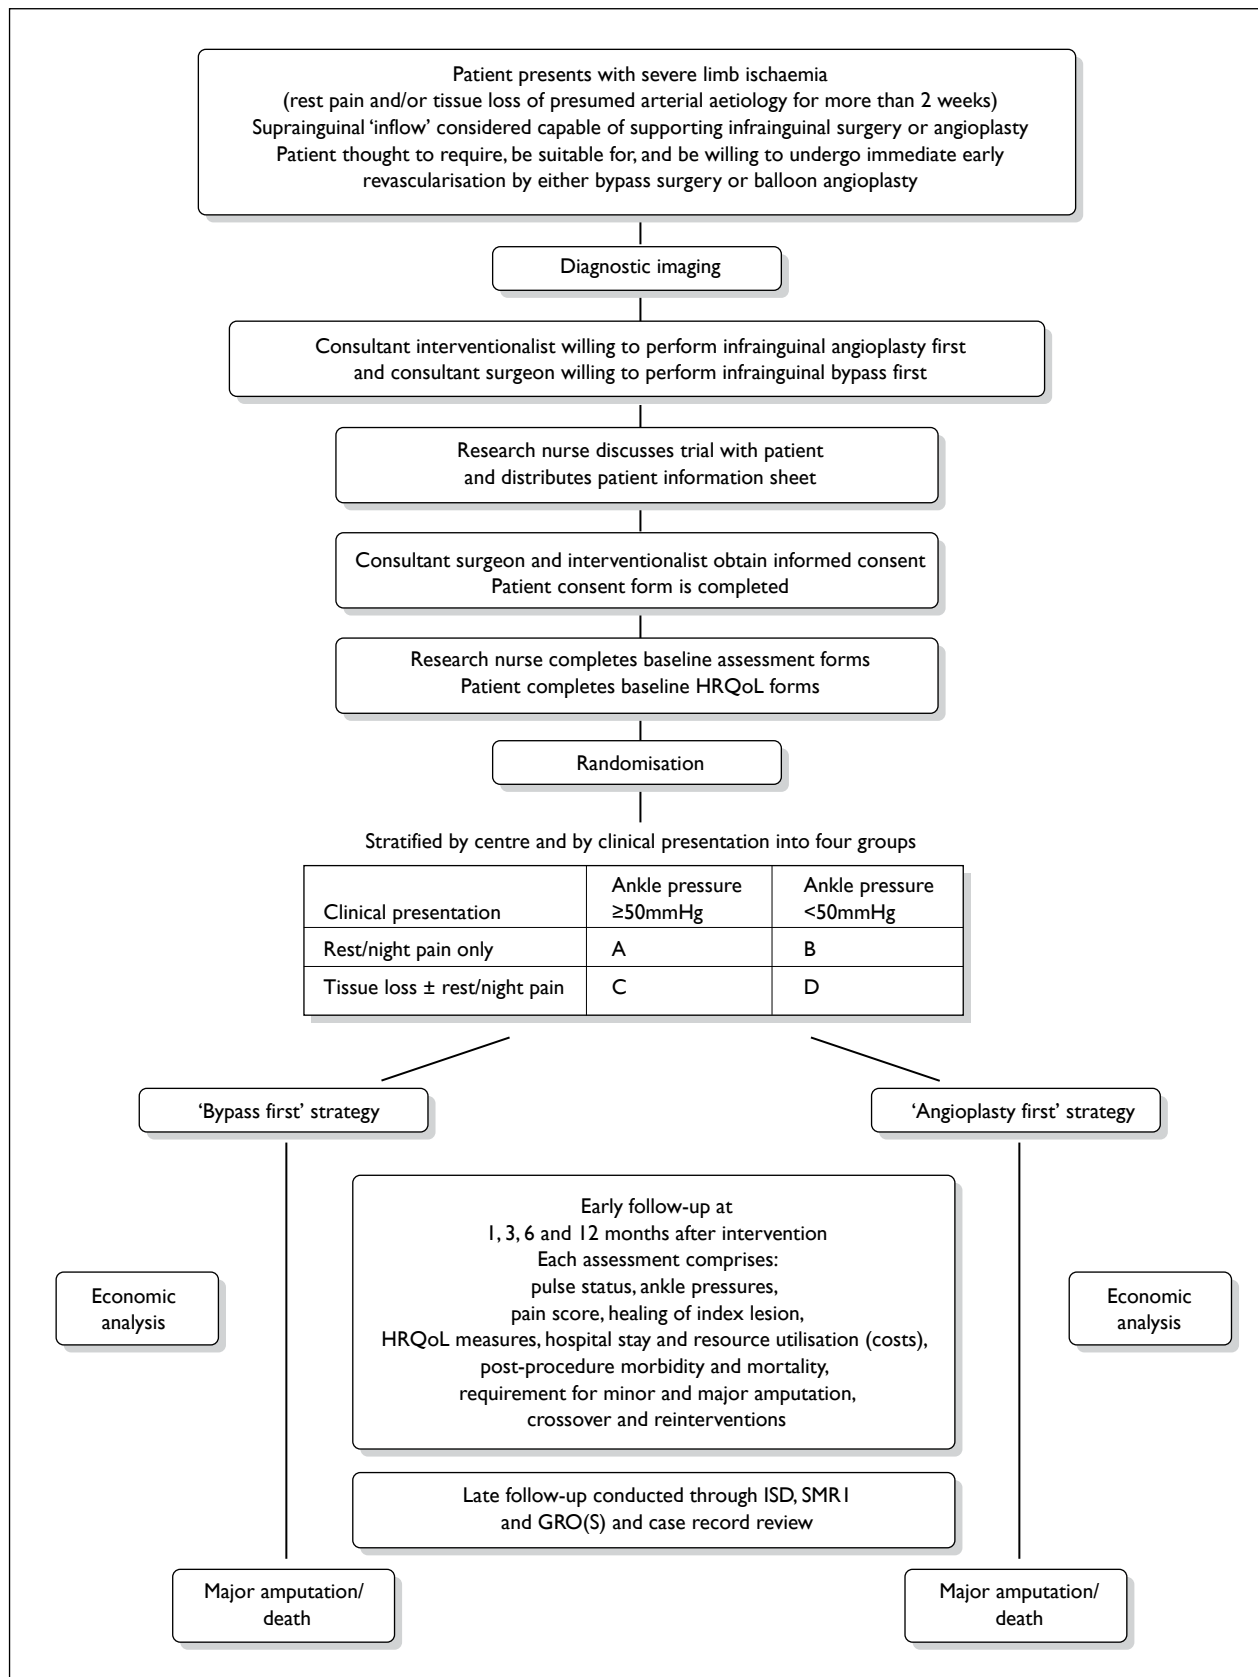 Patient presents with severe limb ischaemia
(rest pain and/or tissue loss of presumed arterial aetiology for more than 2 weeks)
Suprainguinal ‘inflow’ considered capable of supporting infrainguinal surgery or angioplasty
Patient thought to require, be suitable for, and be willing to undergo immediate early
revascularisation by either bypass surgery or balloon angioplasty
Diagnostic imaging
Consultant interventionalist willing to perform infrainguinal angioplasty first
and consultant surgeon willing to perform infrainguinal bypass first
Research nurse discusses trial with patient
and distributes patient information sheet
Consultant surgeon and interventionalist obtain informed consent
Patient consent form is completed
Research nurse completes baseline assessment forms
Patient completes baseline HRQoL forms
Randomisation
Stratified by centre and by clinical presentation into four groups
Clinical presentation
Ankle pressure
≥50mmHg
Ankle pressure
<50mmHg
Rest/night pain only A B
Tissue loss ± rest/night pain C D
‘Bypass first’ strategy
‘Angioplasty first’ strategy
Early follow-up at
1, 3, 6 and 12 months after intervention
Each assessment comprises:
pulse status, ankle pressures,
pain score, healing of index lesion,
HRQoL measures, hospital stay and resource utilisation (costs),
post-procedure morbidity and mortality,
requirement for minor and major amputation,
crossover and reinterventions
Economic
analysis
Economic
analysis
Late follow-up conducted through ISD, SMR1
and GRO(S) and case record review
Major amputation/
death
Major amputation/
death